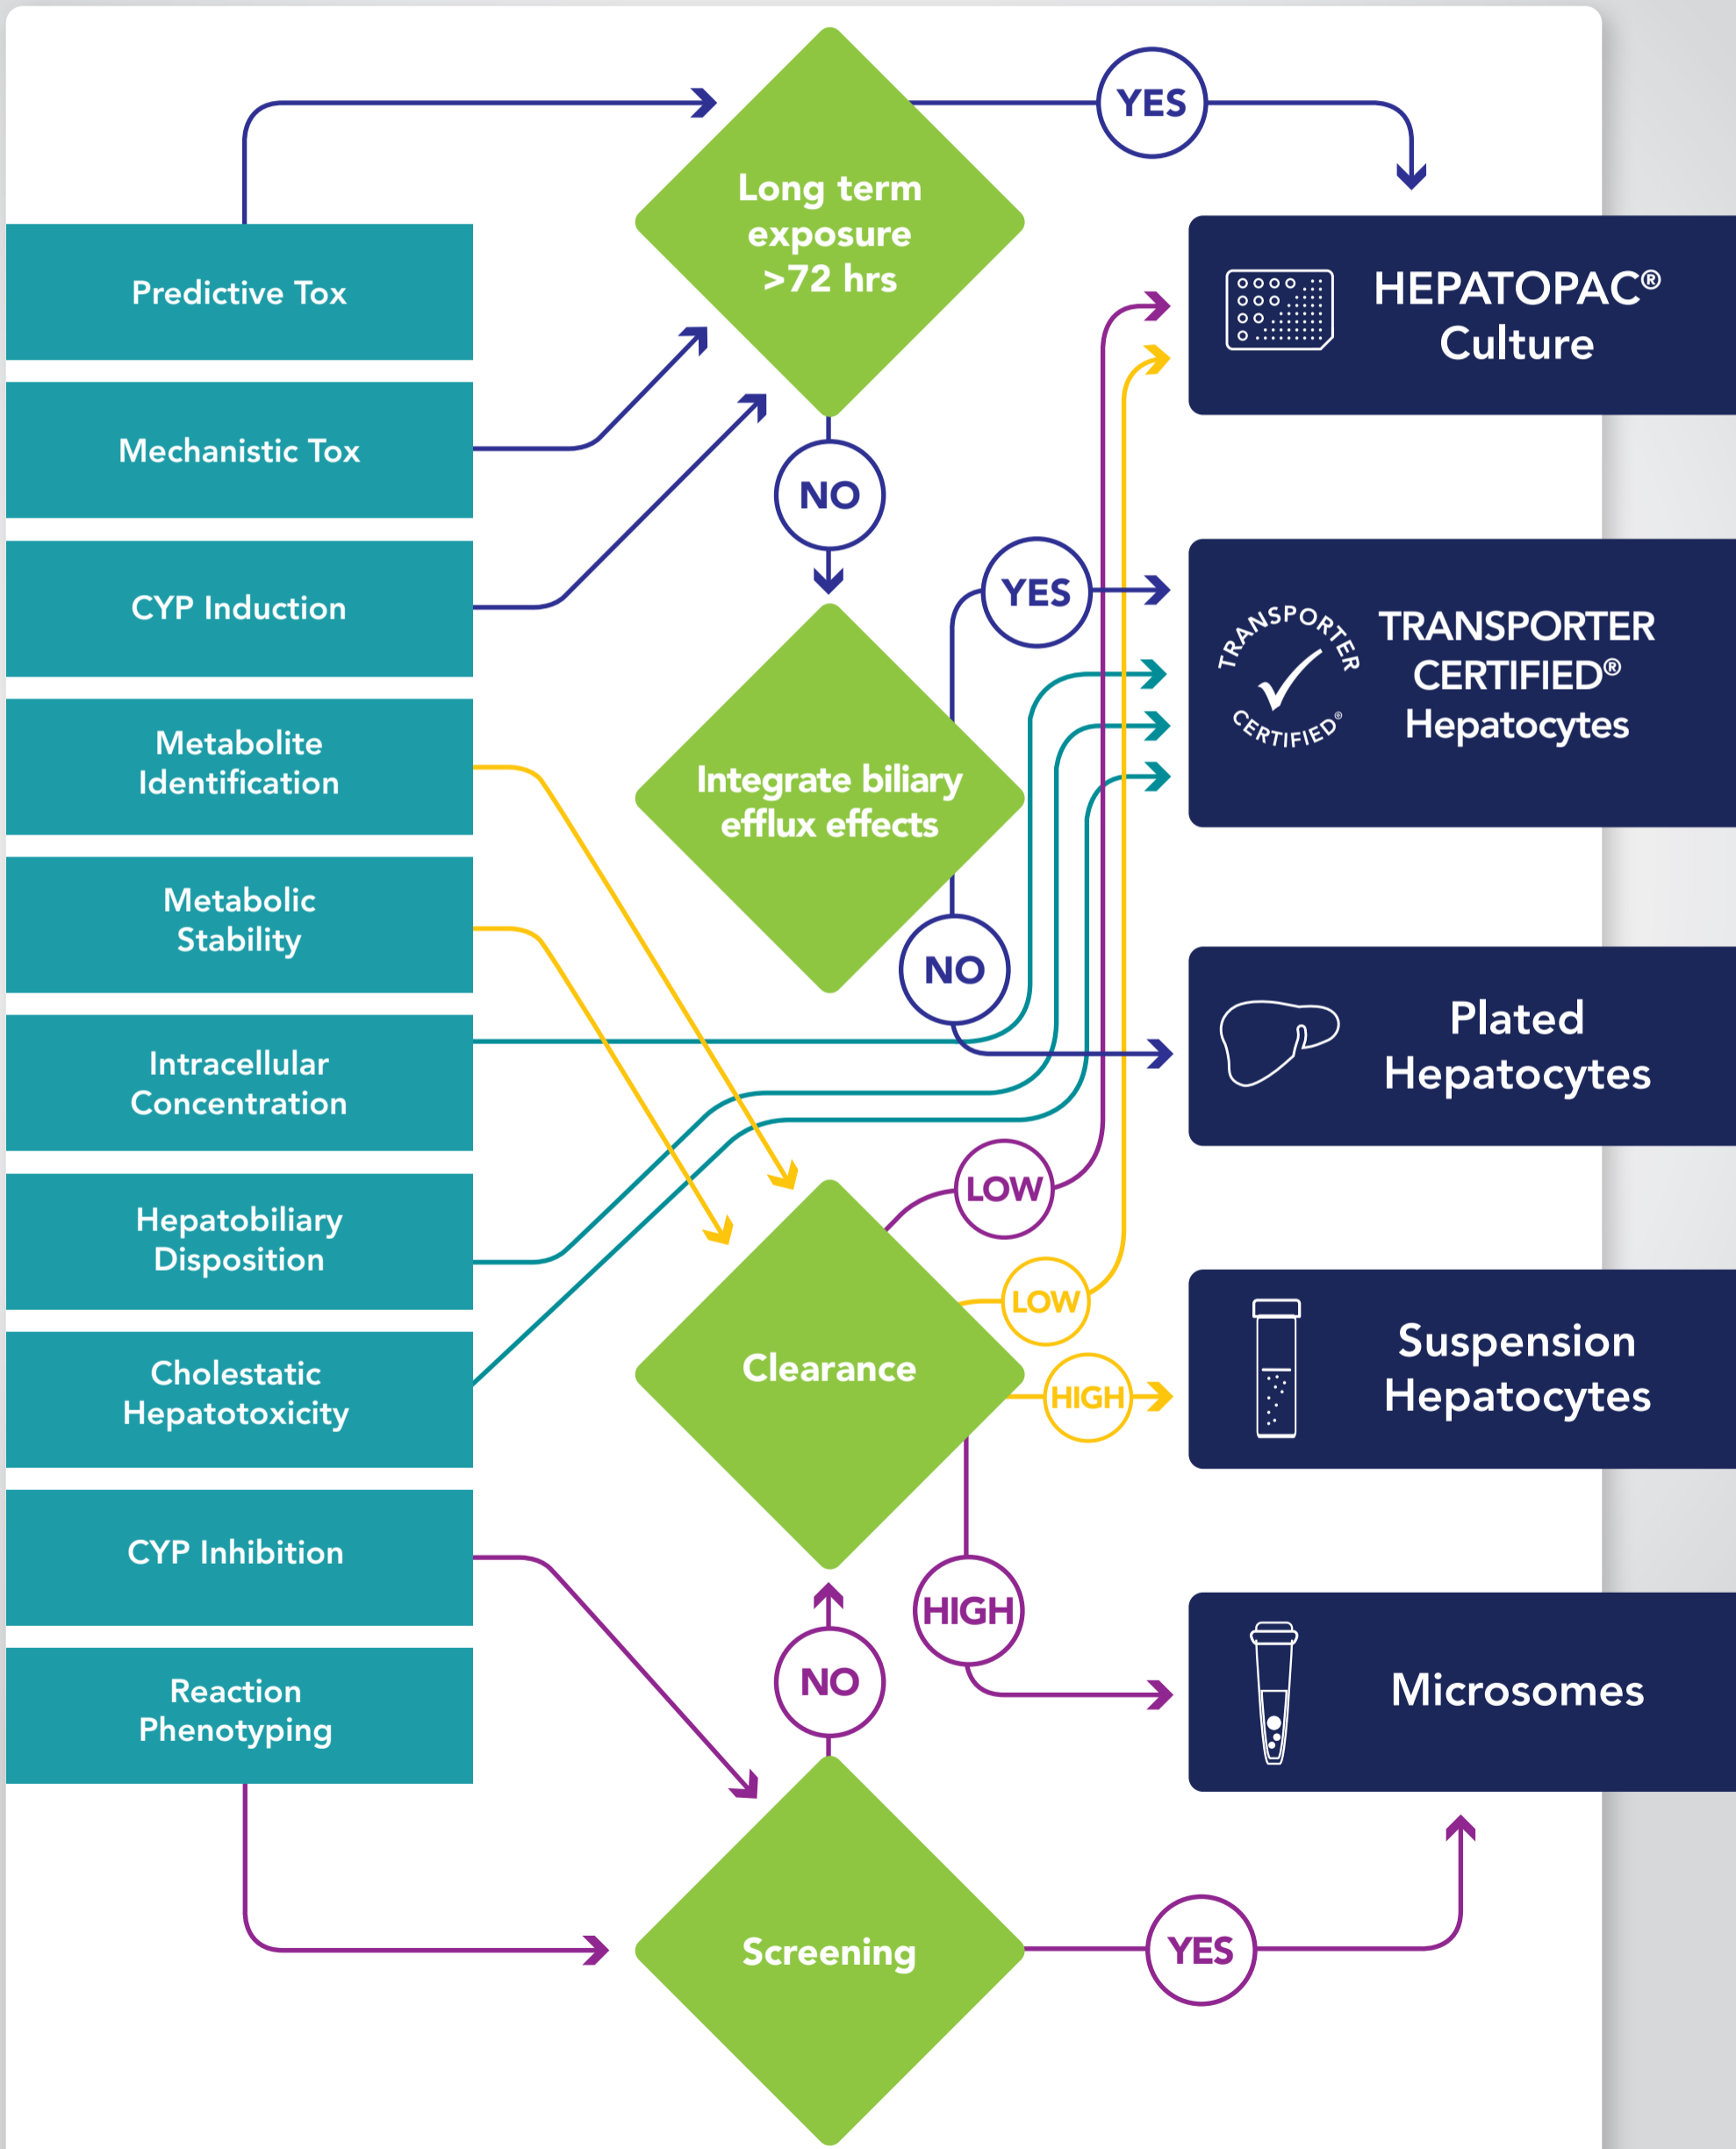 YES
Long term
exposure
>72 hrs
Predictive Tox
HEPATOPAC®
Culture
Mechanistic Tox
NO
CYP Induction
YES
TRANSPORTER
CERTIFIED®
TRANSPORTER
CERTIFIED®
Hepatocytes
Metabolite
Identification
Integrate biliary
efflux effects
Metabolic
Stability
NO
Intracellular
Concentration
Plated
Hepatocytes
LOW
Hepatobiliary
Disposition
LOW
Clearance
HIGH
Suspension
Hepatocytes
Cholestatic
Hepatotoxicity
CYP Inhibition
HIGH
NO
Reaction
Phenotyping
Microsomes
Screening
YES